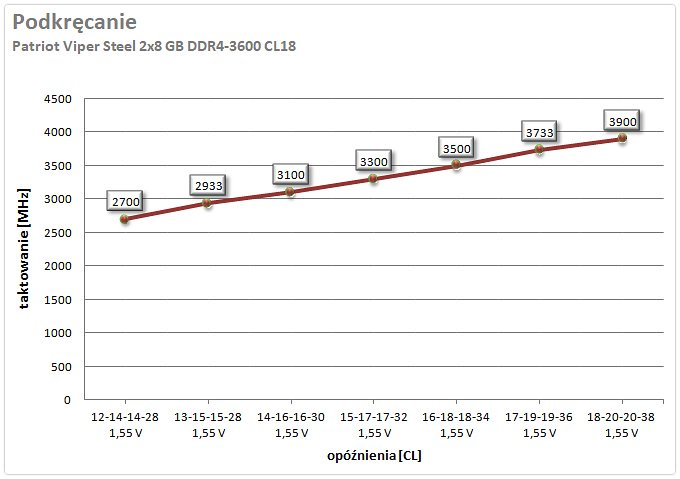 Podkręcanie
Patriot Viper Steel 2x8 GB DDR4-3600 CL18
4500
4000
3500
3000
2500
2000
1500
1000
500
0
taktowanie [MHz]
2700
2933
3100
3300
3500
3733
3900
12-14-14-28 13-15-15-28 14-16-16-30 15-17-17-32 16-18-18-34 17-19-19-36 18-20-20-38
1,55 V 1,55 V 1,55 V 1,55 V 1,55 V 1,55 V 1,55 V
opóźnienia [CL]